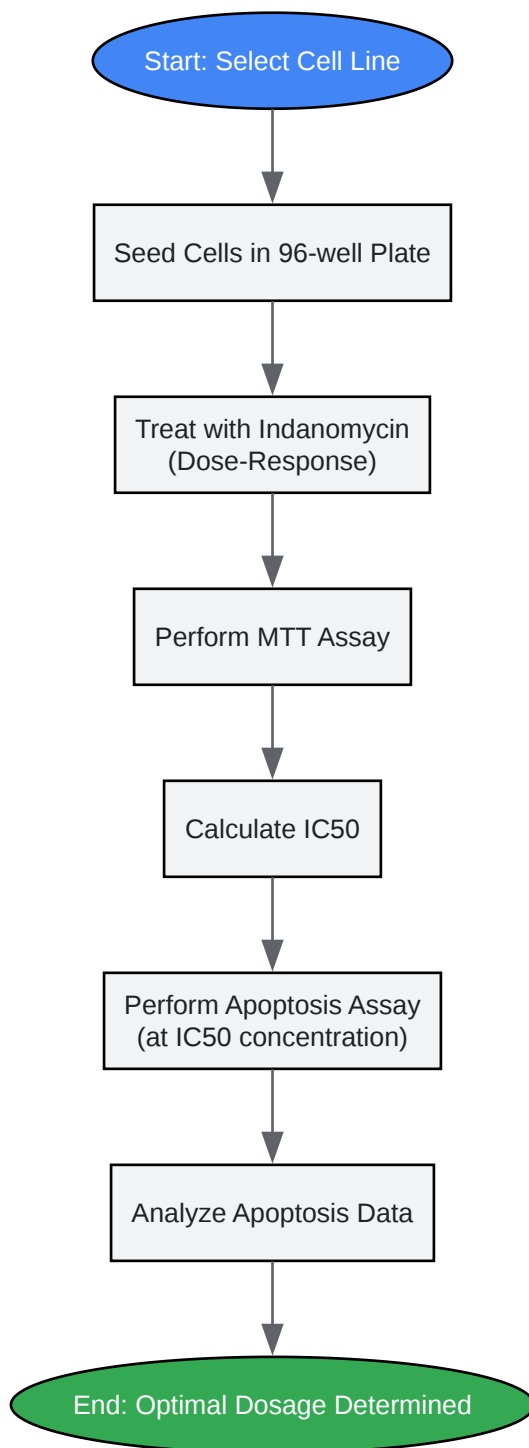 Start: Select Cell Line
Seed Cells in 96-well Plate
Treat with Indanomycin
(Dose-Response)
Perform MTT Assay
Calculate IC50
Perform Apoptosis Assay
(at IC50 concentration)
Analyze Apoptosis Data
End: Optimal Dosage Determined